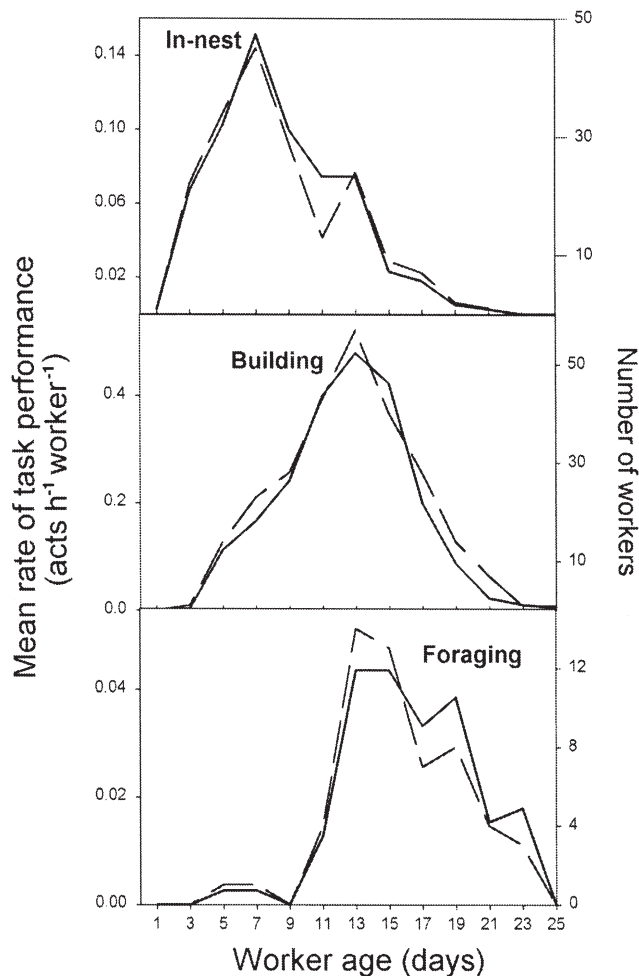 50
In-nest
0.14
0.10
30
0.06
10
0.02
Building
50
0.4
30
0.2
10
0.0
Foraging
12
0.04
8
0.02
4
0.00
0
1 3 5 7 9 11 13 15 17 19 21 23 25
Worker age (days)
Mean rate of task performance
(acts h⁻¹ worker⁻¹)
Number of workers